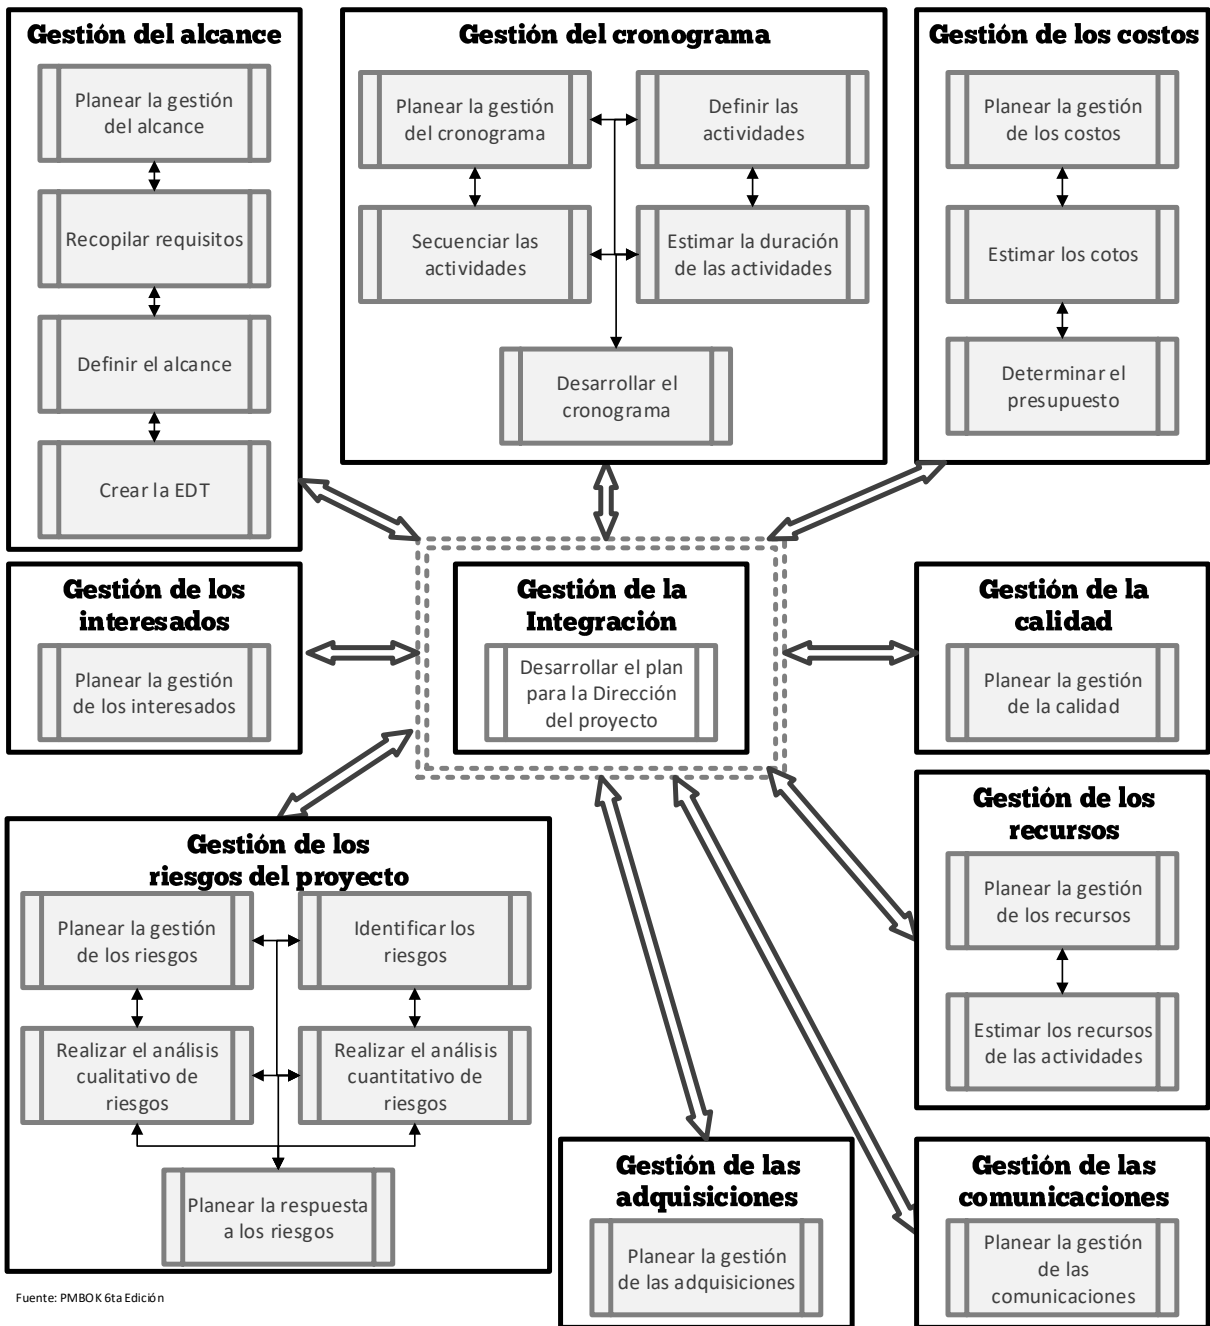 Gestión del alcance
Planear la gestión
del alcance
Recopilar requisitos
Definir el alcance
Crear la EDT
Gestión del cronograma
Planear la gestión
del cronograma
Definir las
actividades
Secuenciar las
actividades
Estimar la duración
de las actividades
Desarrollar el
cronograma
Gestión de los costos
Planear la gestión
de los costos
Estimar los cotos
Determinar el
presupuesto
Gestión de los
interesados
Planear la gestión
de los interesados
Gestión de la
Integración
Desarrollar el plan
para la Dirección
del proyecto
Gestión de la
calidad
Planear la gestión
de la calidad
Gestión de los
recursos
Planear la gestión
de los recursos
Estimar los recursos
de las actividades
Gestión de los
riesgos del proyecto
Planear la gestión
de los riesgos
Identificar los
riesgos
Realizar el análisis
cualitativo de
riesgos
Realizar el análisis
cuantitativo de
riesgos
Planear la respuesta
a los riesgos
Gestión de las
adquisiciones
Planear la gestión
de las adquisiciones
Gestión de las
comunicaciones
Planear la gestión
de las
comunicaciones
Fuente: PMBOK 6ta Edición